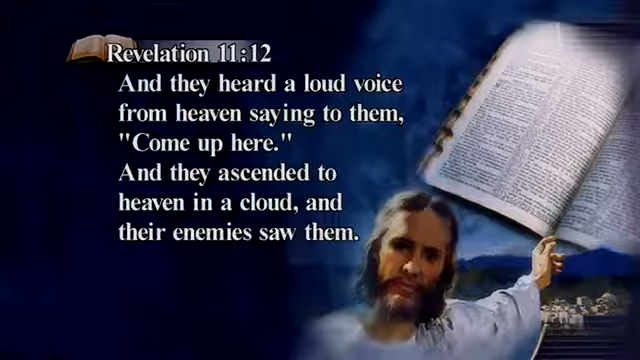 Revelation 11:12
And they heard a loud voice
from heaven saying to them,
"Come up here."
And they ascended to
heaven in a cloud, and
their enemies saw them.